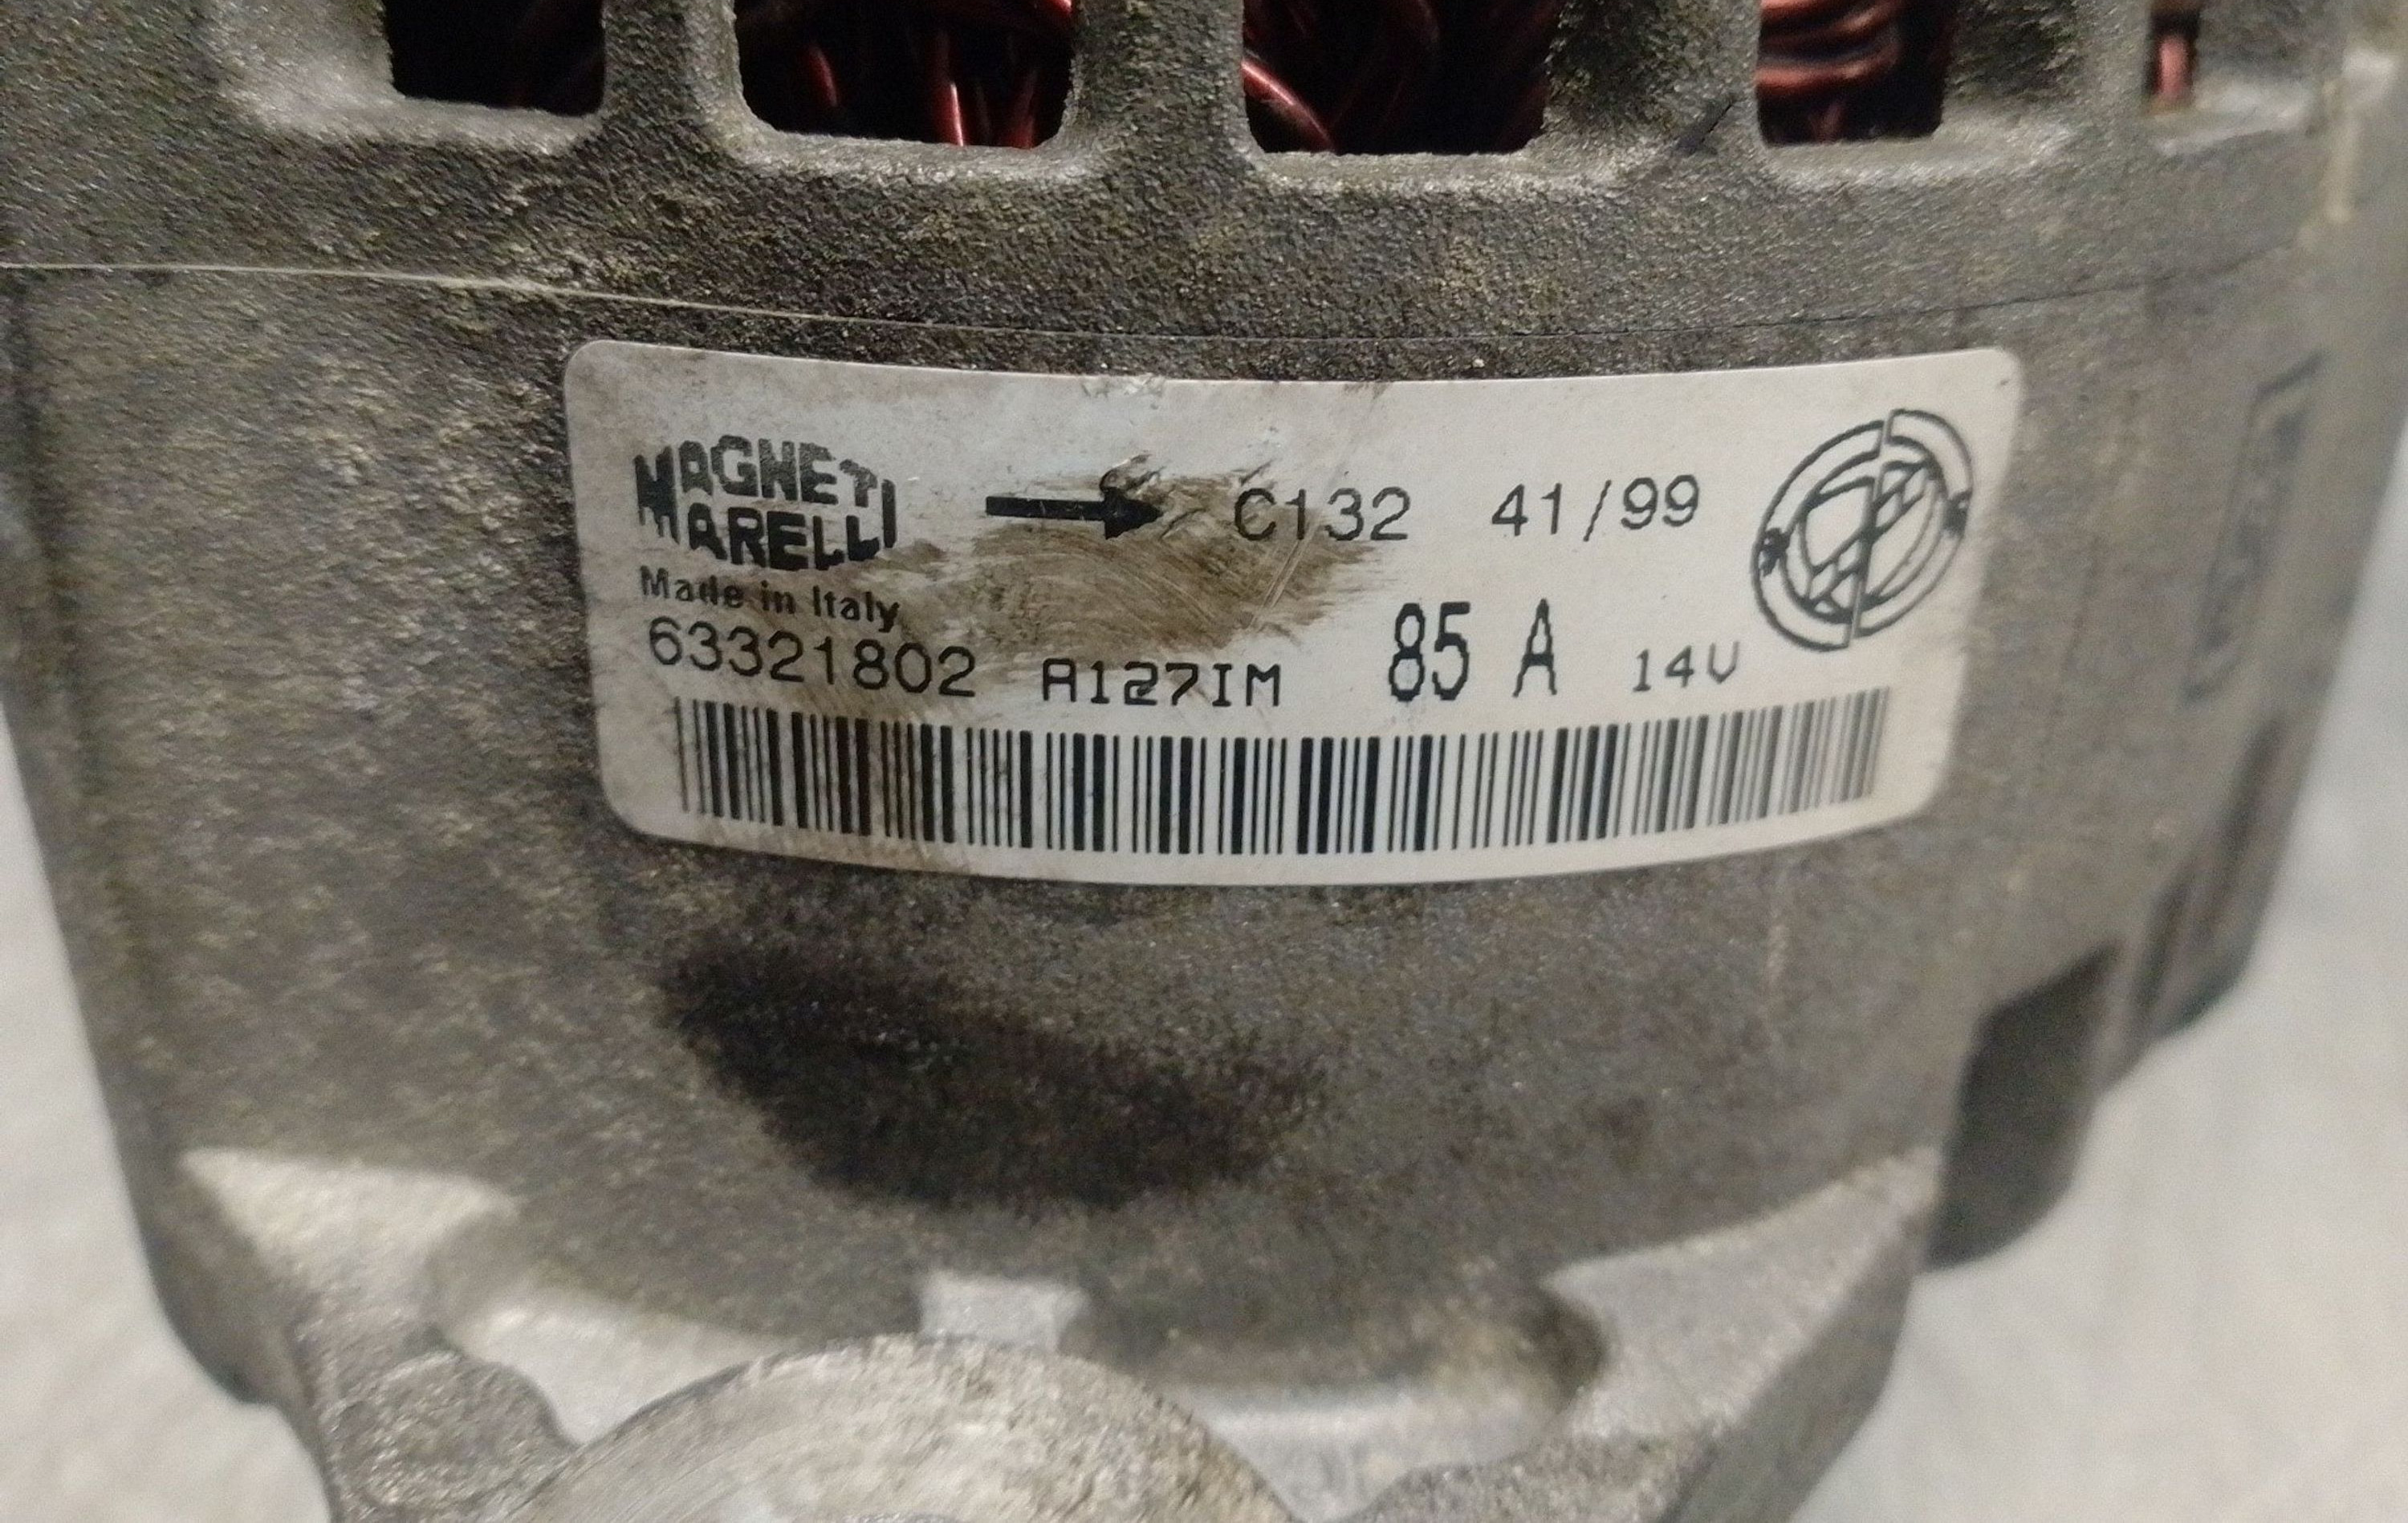 MAGNETI
MARELLI
→ C132 41/99
Made in Italy
63321802 A127IM 85 A 14V